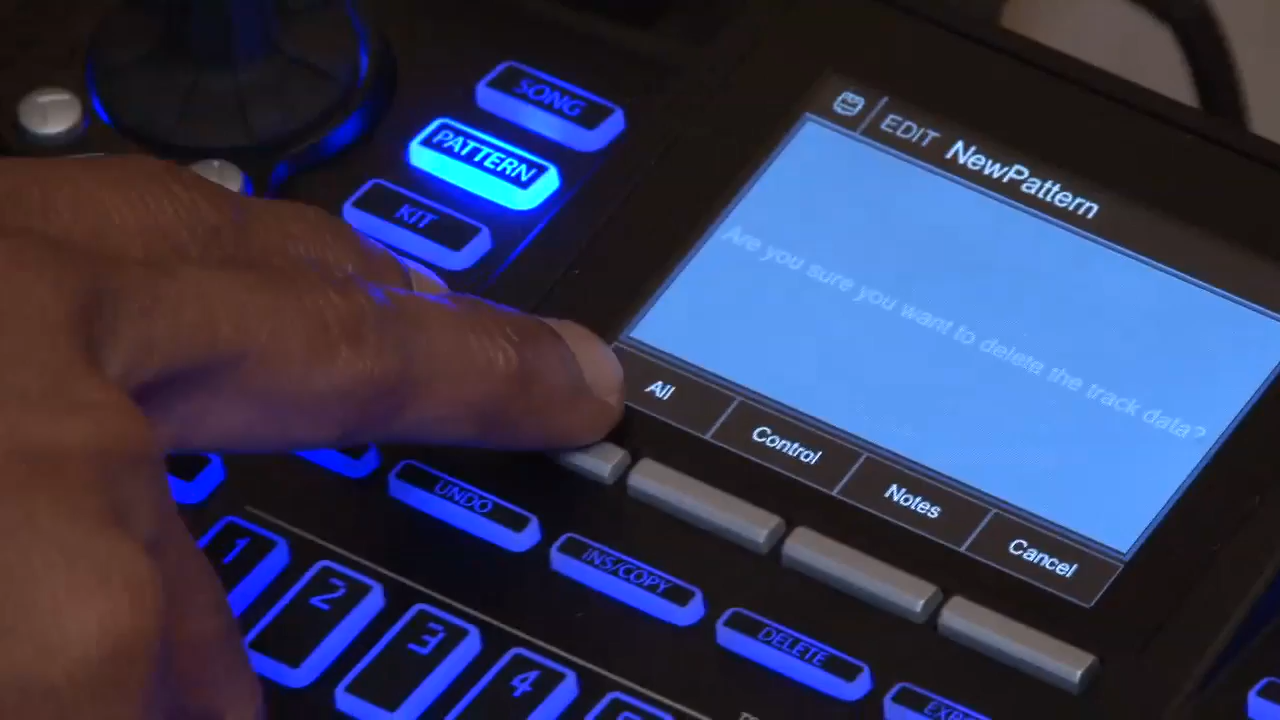 SONG
PATTERN
KIT
EDIT NewPattern
Are you sure you want to delete the track data?
All
Control
Notes
Cancel
UNDO
INS/COPY
DELETE
1
2
3
4